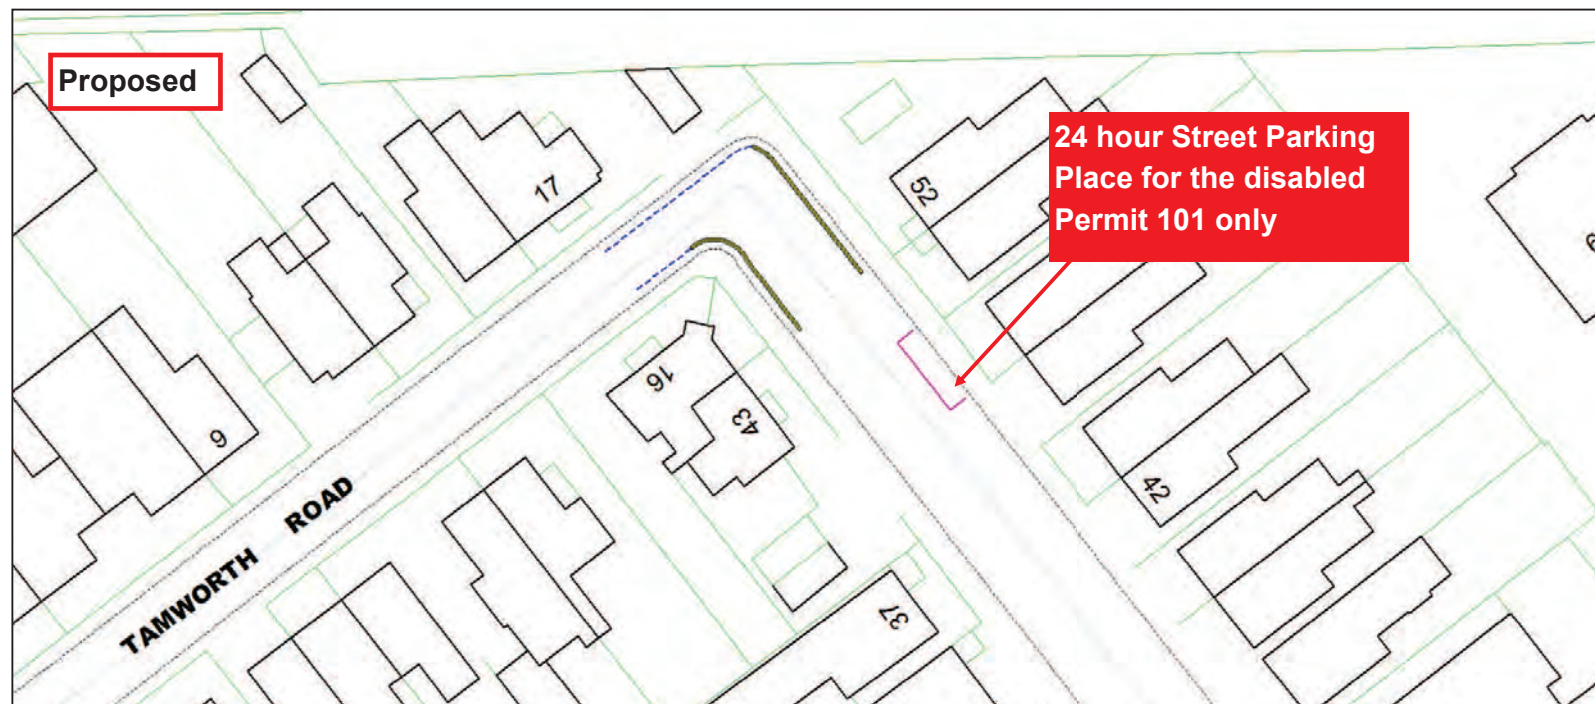 Proposed
24 hour Street Parking
Place for the disabled
Permit 101 only
52
17
16
43
9
42
37
TAMWORTH ROAD